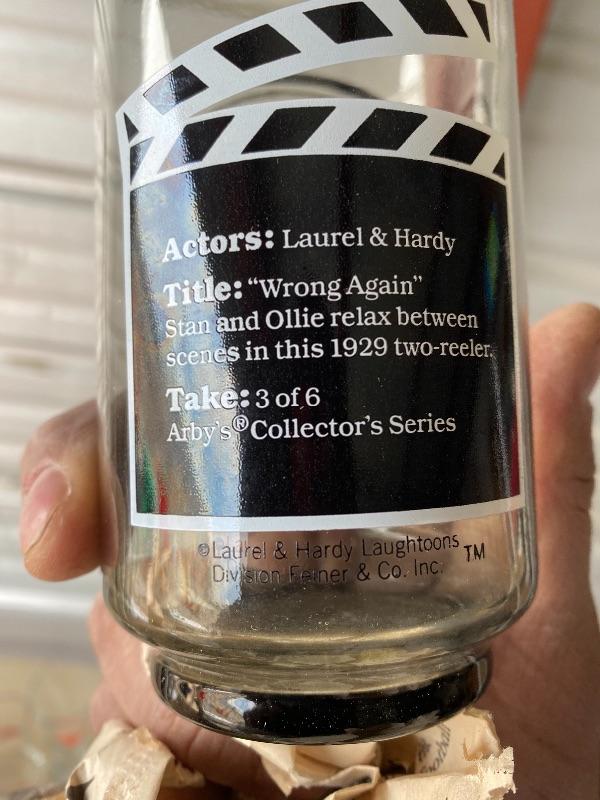 Actors: Laurel & Hardy
Title: “Wrong Again”
Stan and Ollie relax between
scenes in this 1929 two-reeler.
Take: 3 of 6
Arby's® Collector's Series
©Laurel & Hardy Laughtoons TM
Division Feiner & Co. Inc.